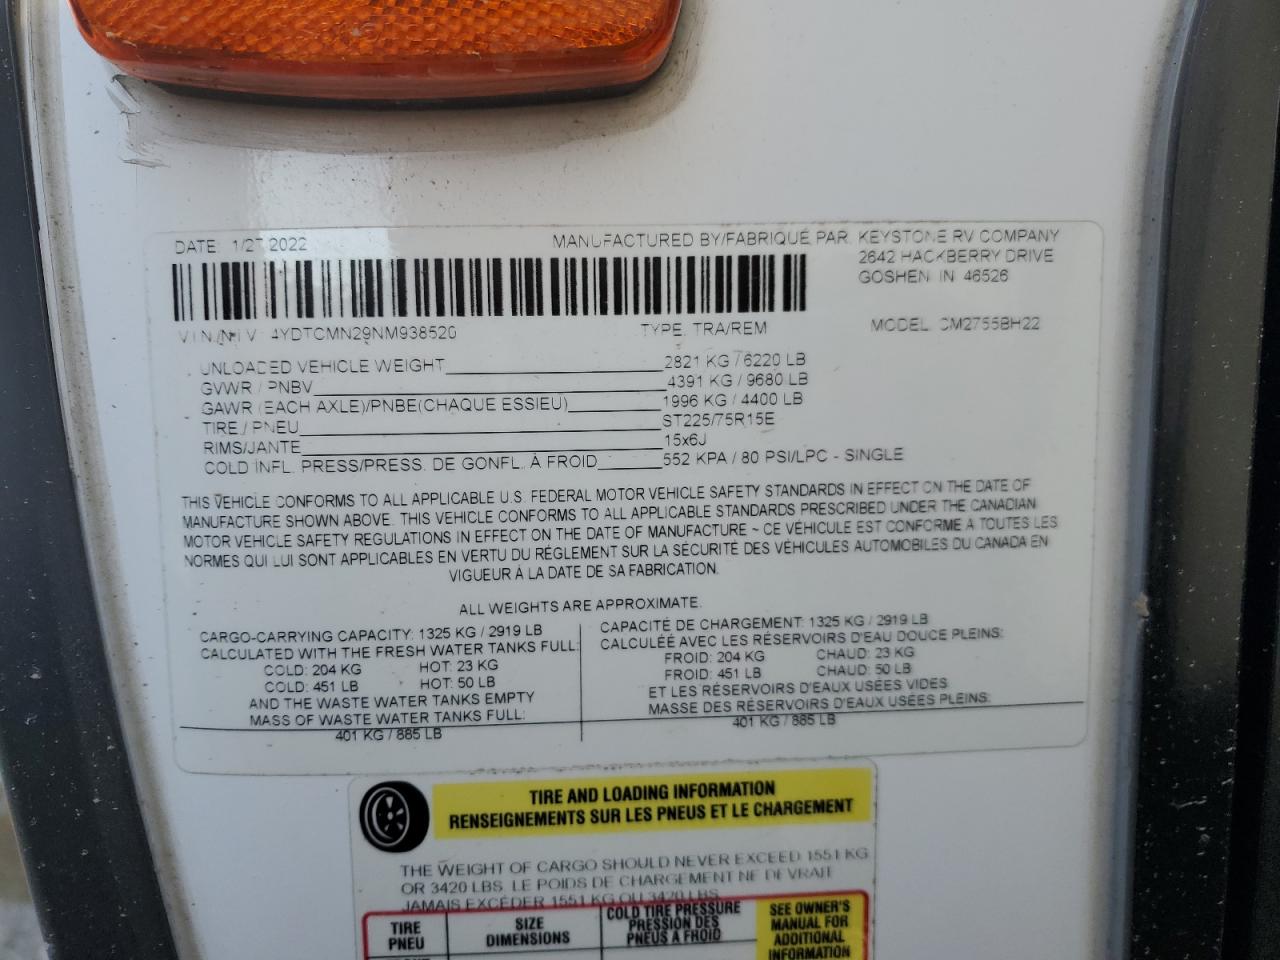 DATE: 1/27/2022 MANUFACTURED BY/FABRIQUÉ PAR: KEYSTONE RV COMPANY
2642 HACKBERRY DRIVE
GOSHEN IN 46526
V.I.N./N.I.V.: 4YDTCMN29NM938520 TYPE: TRA/REM MODEL: CM2755BH22
UNLOADED VEHICLE WEIGHT 2821 KG / 6220 LB
GVWR / PNBV 4391 KG / 9680 LB
GAWR (EACH AXLE)/PNBE(CHAQUE ESSIEU) 1996 KG / 4400 LB
TIRE / PNEU ST225/75R15E
RIMS/JANTE 15x6J
COLD INFL. PRESS/PRESS. DE GONFL. À FROID 552 KPA / 80 PSI/LPC - SINGLE
THIS VEHICLE CONFORMS TO ALL APPLICABLE U.S. FEDERAL MOTOR VEHICLE SAFETY STANDARDS IN EFFECT ON THE DATE OF
MANUFACTURE SHOWN ABOVE. THIS VEHICLE CONFORMS TO ALL APPLICABLE STANDARDS PRESCRIBED UNDER THE CANADIAN
MOTOR VEHICLE SAFETY REGULATIONS IN EFFECT ON THE DATE OF MANUFACTURE ~ CE VÉHICULE EST CONFORME A TOUTES LES
NORMES QUI LUI SONT APPLICABLES EN VERTU DU RÉGLEMENT SUR LA SÉCURITÉ DES VÉHICULES AUTOMOBILES DU CANADA EN
VIGUEUR À LA DATE DE SA FABRICATION.
ALL WEIGHTS ARE APPROXIMATE.
CARGO-CARRYING CAPACITY: 1325 KG / 2919 LB
CALCULATED WITH THE FRESH WATER TANKS FULL:
COLD: 204 KG HOT: 23 KG
COLD: 451 LB HOT: 50 LB
AND THE WASTE WATER TANKS EMPTY
MASS OF WASTE WATER TANKS FULL:
401 KG / 885 LB
CAPACITÉ DE CHARGEMENT: 1325 KG / 2919 LB
CALCULÉE AVEC LES RÉSERVOIRS D'EAU DOUCE PLEINS:
FROID: 204 KG CHAUD: 23 KG
FROID: 451 LB CHAUD: 50 LB
ET LES RÉSERVOIRS D'EAUX USÉES VIDES
MASSE DES RÉSERVOIRS D'EAUX USÉES PLEINS:
401 KG / 885 LB
TIRE AND LOADING INFORMATION
RENSEIGNEMENTS SUR LES PNEUS ET LE CHARGEMENT
THE WEIGHT OF CARGO SHOULD NEVER EXCEED 1551 KG
OR 3420 LBS. LE POIDS DE CHARGEMENT NE DEVRAIT
JAMAIS EXCÉDER 1551 KG OU 3420 LBS
TIRE
PNEU
SIZE
DIMENSIONS
COLD TIRE PRESSURE
PRESSION DES
PNEUS A FROID
SEE OWNER'S
MANUAL FOR
ADDITIONAL
INFORMATION